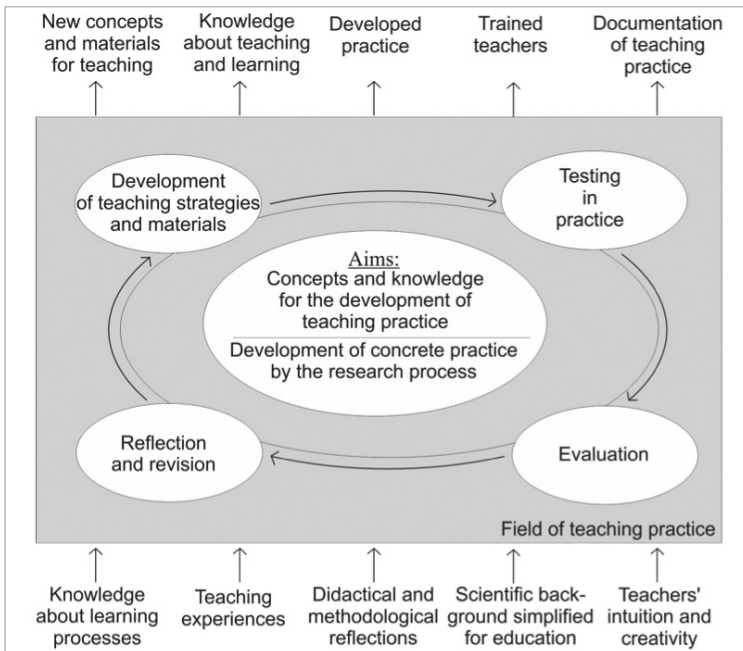 New concepts
and materials
for teaching
Knowledge
about teaching
and learning
Developed
practice
Trained
teachers
Documentation
of teaching
practice
Development
of teaching strategies
and materials
Testing
in
practice
Aims:
Concepts and knowledge
for the development of
teaching practice
Development of concrete practice
by the research process
Reflection
and revision
Evaluation
Field of teaching practice
Knowledge
about learning
processes
Teaching
experiences
Didactical and
methodological
reflections
Scientific back-
ground simplified
for education
Teachers'
intuition and
creativity